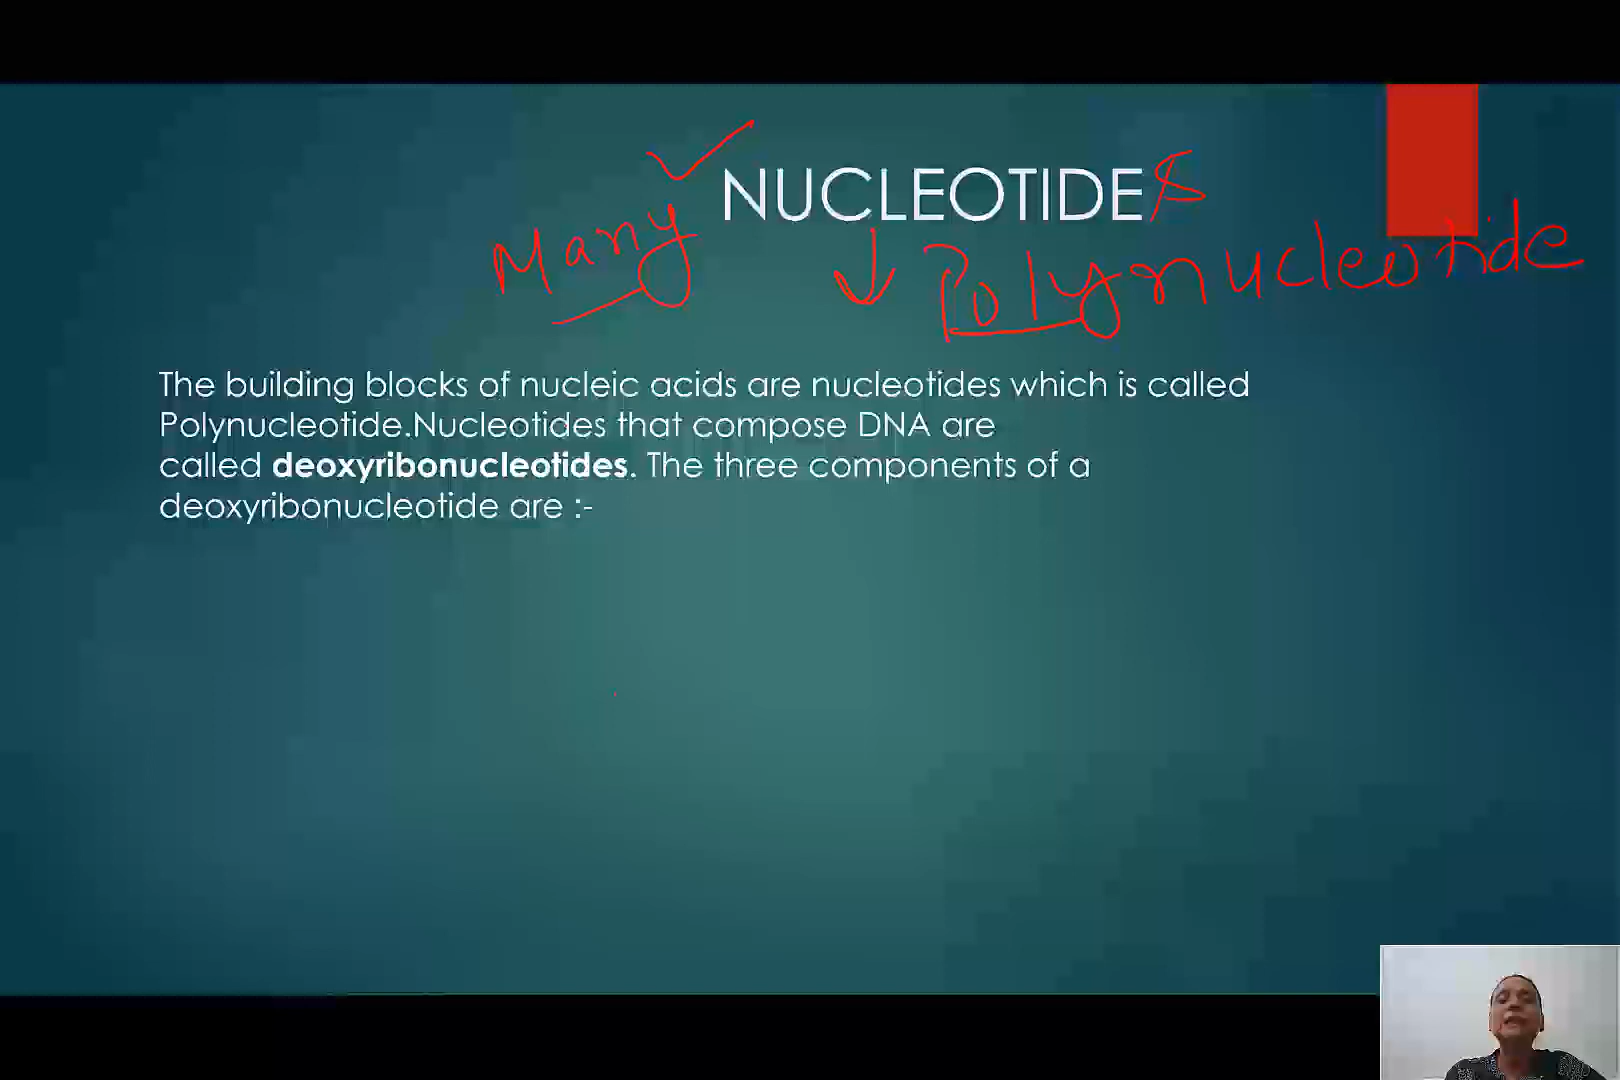 NUCLEOTIDES
Many
Polynucleotide
The building blocks of nucleic acids are nucleotides which is called
Polynucleotide.Nucleotides that compose DNA are
called deoxyribonucleotides. The three components of a
deoxyribonucleotide are :-